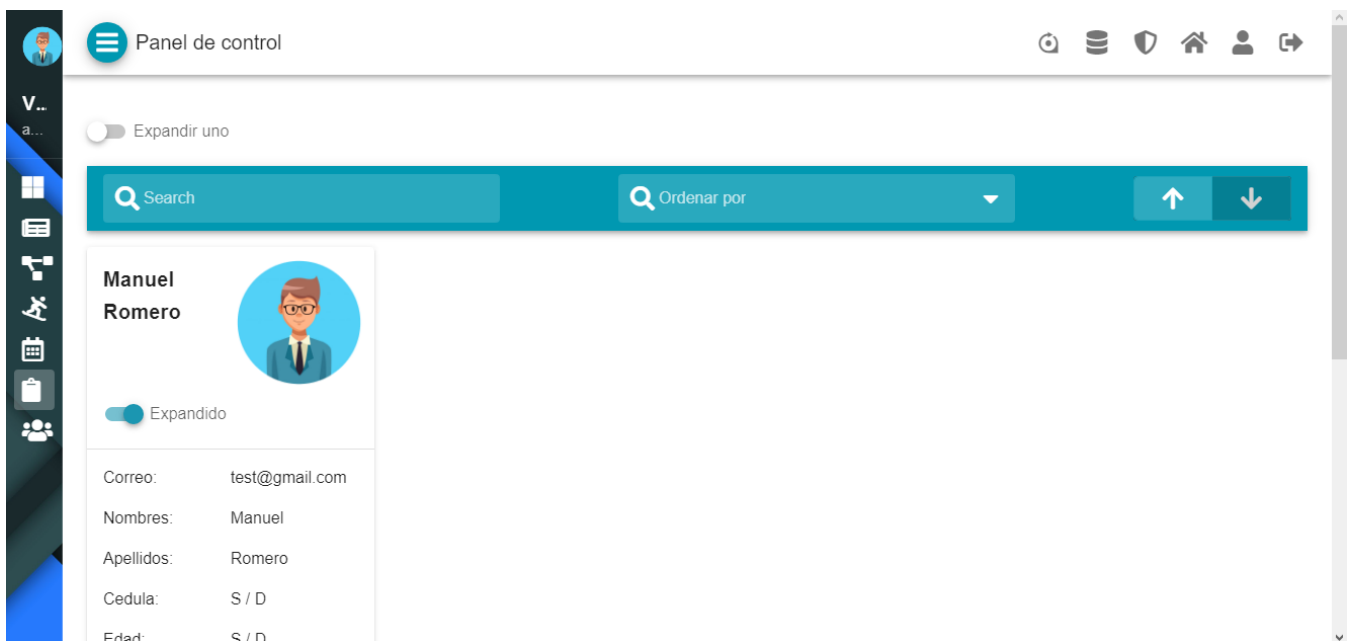 Panel de control
V...
a...
Expandir uno
Search
Ordenar por
Manuel
Romero
Expandido
Correo: test@gmail.com
Nombres: Manuel
Apellidos: Romero
Cedula: S / D
Edad: S / D